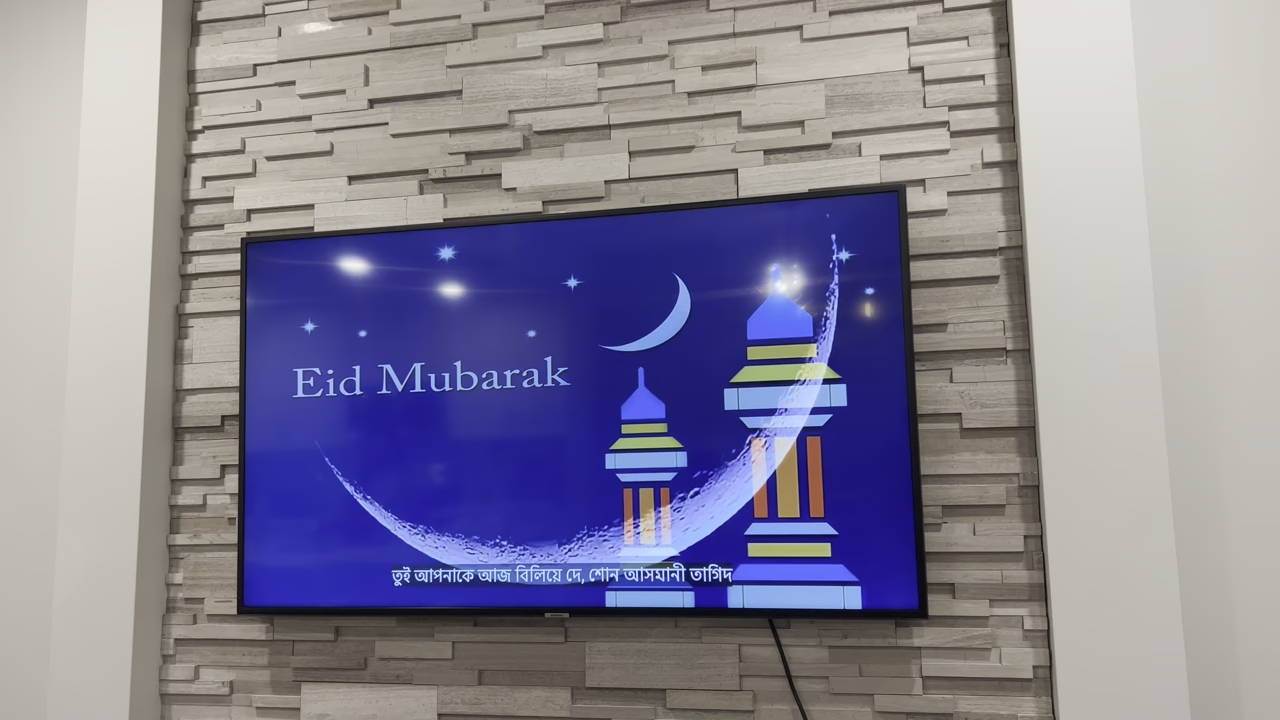 Eid Mubarak
তুই আপনাকে আজ বিলিয়ে দে, শোন আসমানী তাগিদ